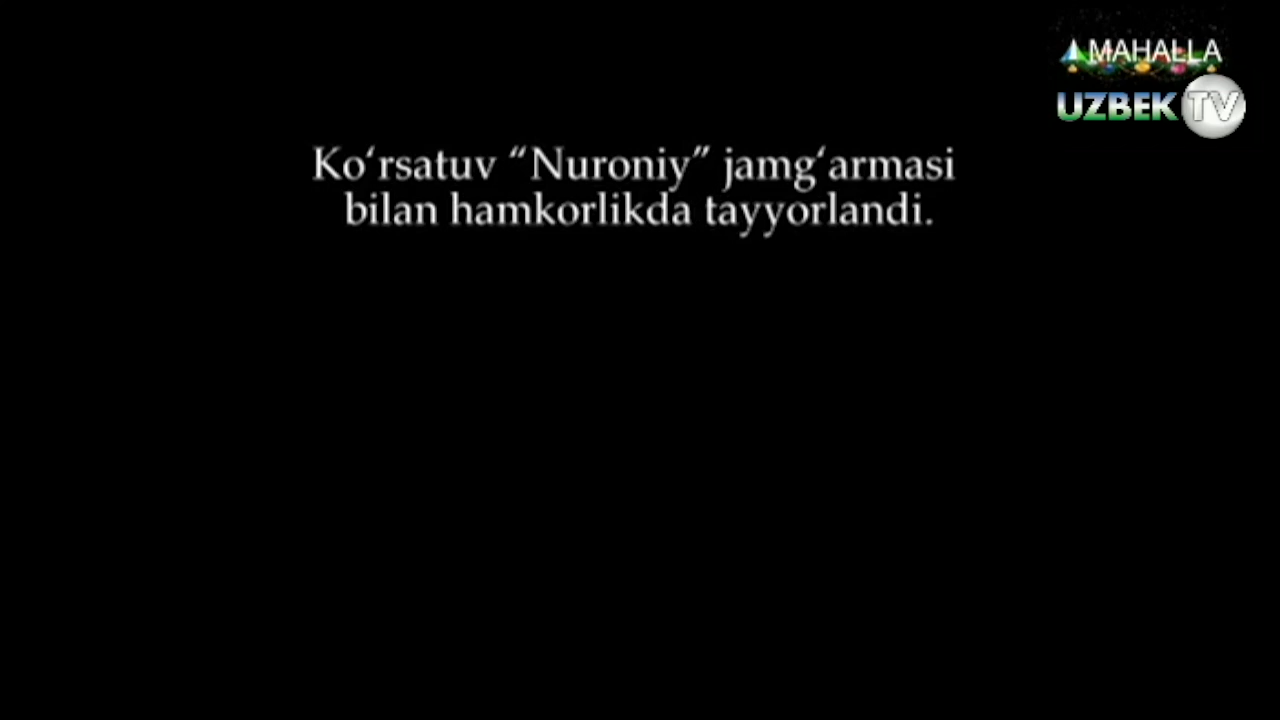 MAHALLA
UZBEK TV
Ko‘rsatuv “Nuroniy” jamg‘armasi
bilan hamkorlikda tayyorlandi.